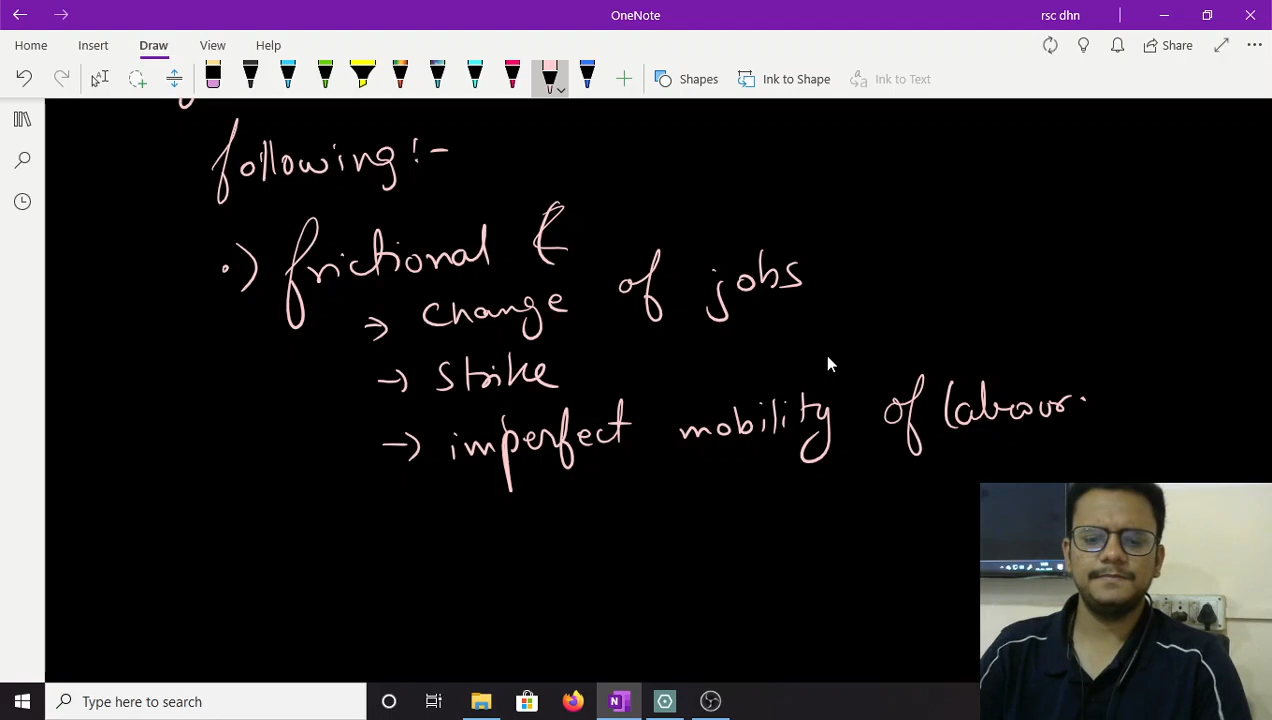 OneNote
rsc dhn
Home
Insert
Draw
View
Help
Share
Shapes
Ink to Shape
Ink to Text
following:-
•) frictional
→ change of jobs
→ strike
→ imperfect mobility of labour.
Type here to search